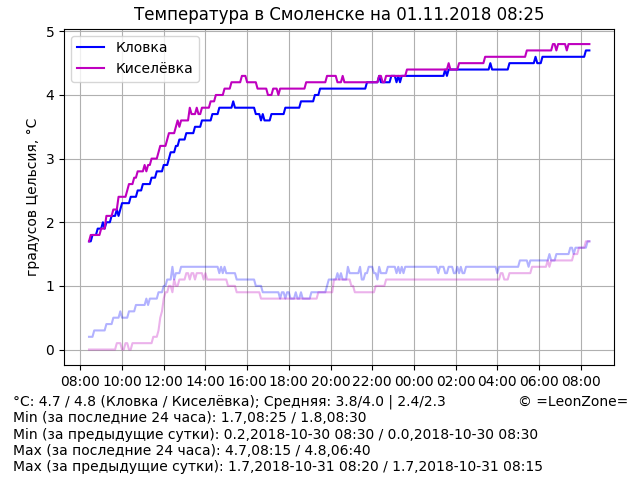 Температура в Смоленске на 01.11.2018 08:25
Кловка
Киселёвка
градусов Цельсия, °C
5
4
3
2
1
0
08:00 10:00 12:00 14:00 16:00 18:00 20:00 22:00 00:00 02:00 04:00 06:00 08:00
°C: 4.7 / 4.8 (Кловка / Киселёвка); Средняя: 3.8/4.0 | 2.4/2.3 © =LeonZone=
Min (за последние 24 часа): 1.7,08:25 / 1.8,08:30
Min (за предыдущие сутки): 0.2,2018-10-30 08:30 / 0.0,2018-10-30 08:30
Max (за последние 24 часа): 4.7,08:15 / 4.8,06:40
Max (за предыдущие сутки): 1.7,2018-10-31 08:20 / 1.7,2018-10-31 08:15